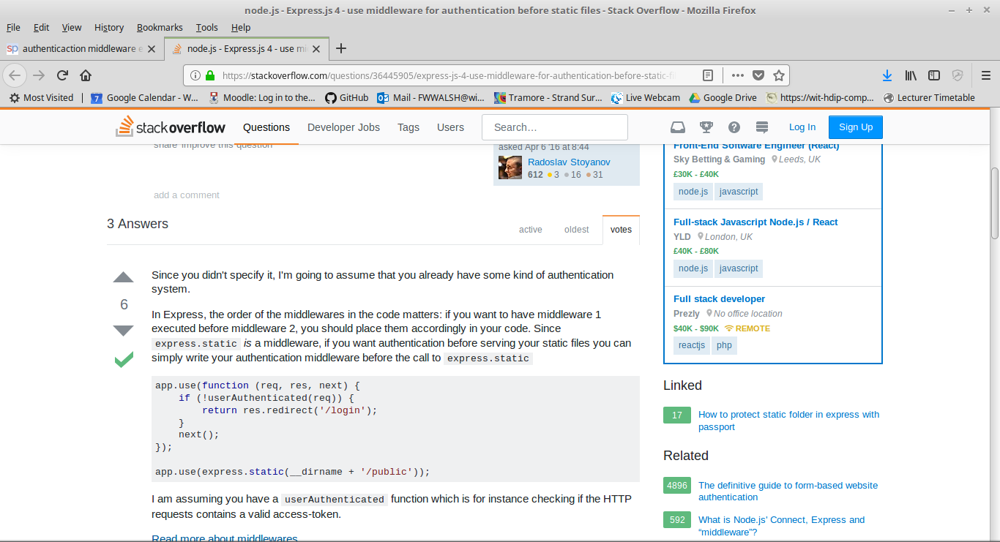 node.js - Express.js 4 - use middleware for authentication before static files - Stack Overflow - Mozilla Firefox
File Edit View History Bookmarks Tools Help
sp authenticaction middleware e
node.js - Express.js 4 - use mi
https://stackoverflow.com/questions/36445905/express-js-4-use-middleware-for-authentication-before-static-fi
Most Visited
7 Google Calendar - W...
Moodle: Log in to the...
GitHub
Mail - FWWALSH@wi...
Tramore - Strand Sur...
Live Webcam
Google Drive
https://wit-hdip-comp...
Lecturer Timetable
stackoverflow
Questions Developer Jobs Tags Users
Search…
Log In
Sign Up
share improve this question
asked Apr 6 '16 at 8:44
Radoslav Stoyanov
612 3 16 31
add a comment
3 Answers
active oldest votes
6
Since you didn't specify it, I'm going to assume that you already have some kind of authentication
system.
In Express, the order of the middlewares in the code matters: if you want to have middleware 1
executed before middleware 2, you should place them accordingly in your code. Since
express.static is a middleware, if you want authentication before serving your static files you can
simply write your authentication middleware before the call to express.static
app.use(function (req, res, next) {
    if (!userAuthenticated(req)) {
        return res.redirect('/login');
    }
    next();
});
app.use(express.static(__dirname + '/public'));
I am assuming you have a userAuthenticated function which is for instance checking if the HTTP
requests contains a valid access-token.
Read more about middlewares
Front-End Software Engineer (React)
Sky Betting & Gaming Leeds, UK
£30K - £40K
node.js javascript
Full-stack Javascript Node.js / React
YLD London, UK
£40K - £80K
node.js javascript
Full stack developer
Prezly No office location
$40K - $90K REMOTE
reactjs php
Linked
17 How to protect static folder in express with
passport
Related
4896 The definitive guide to form-based website
authentication
592 What is Node.js' Connect, Express and
“middleware”?